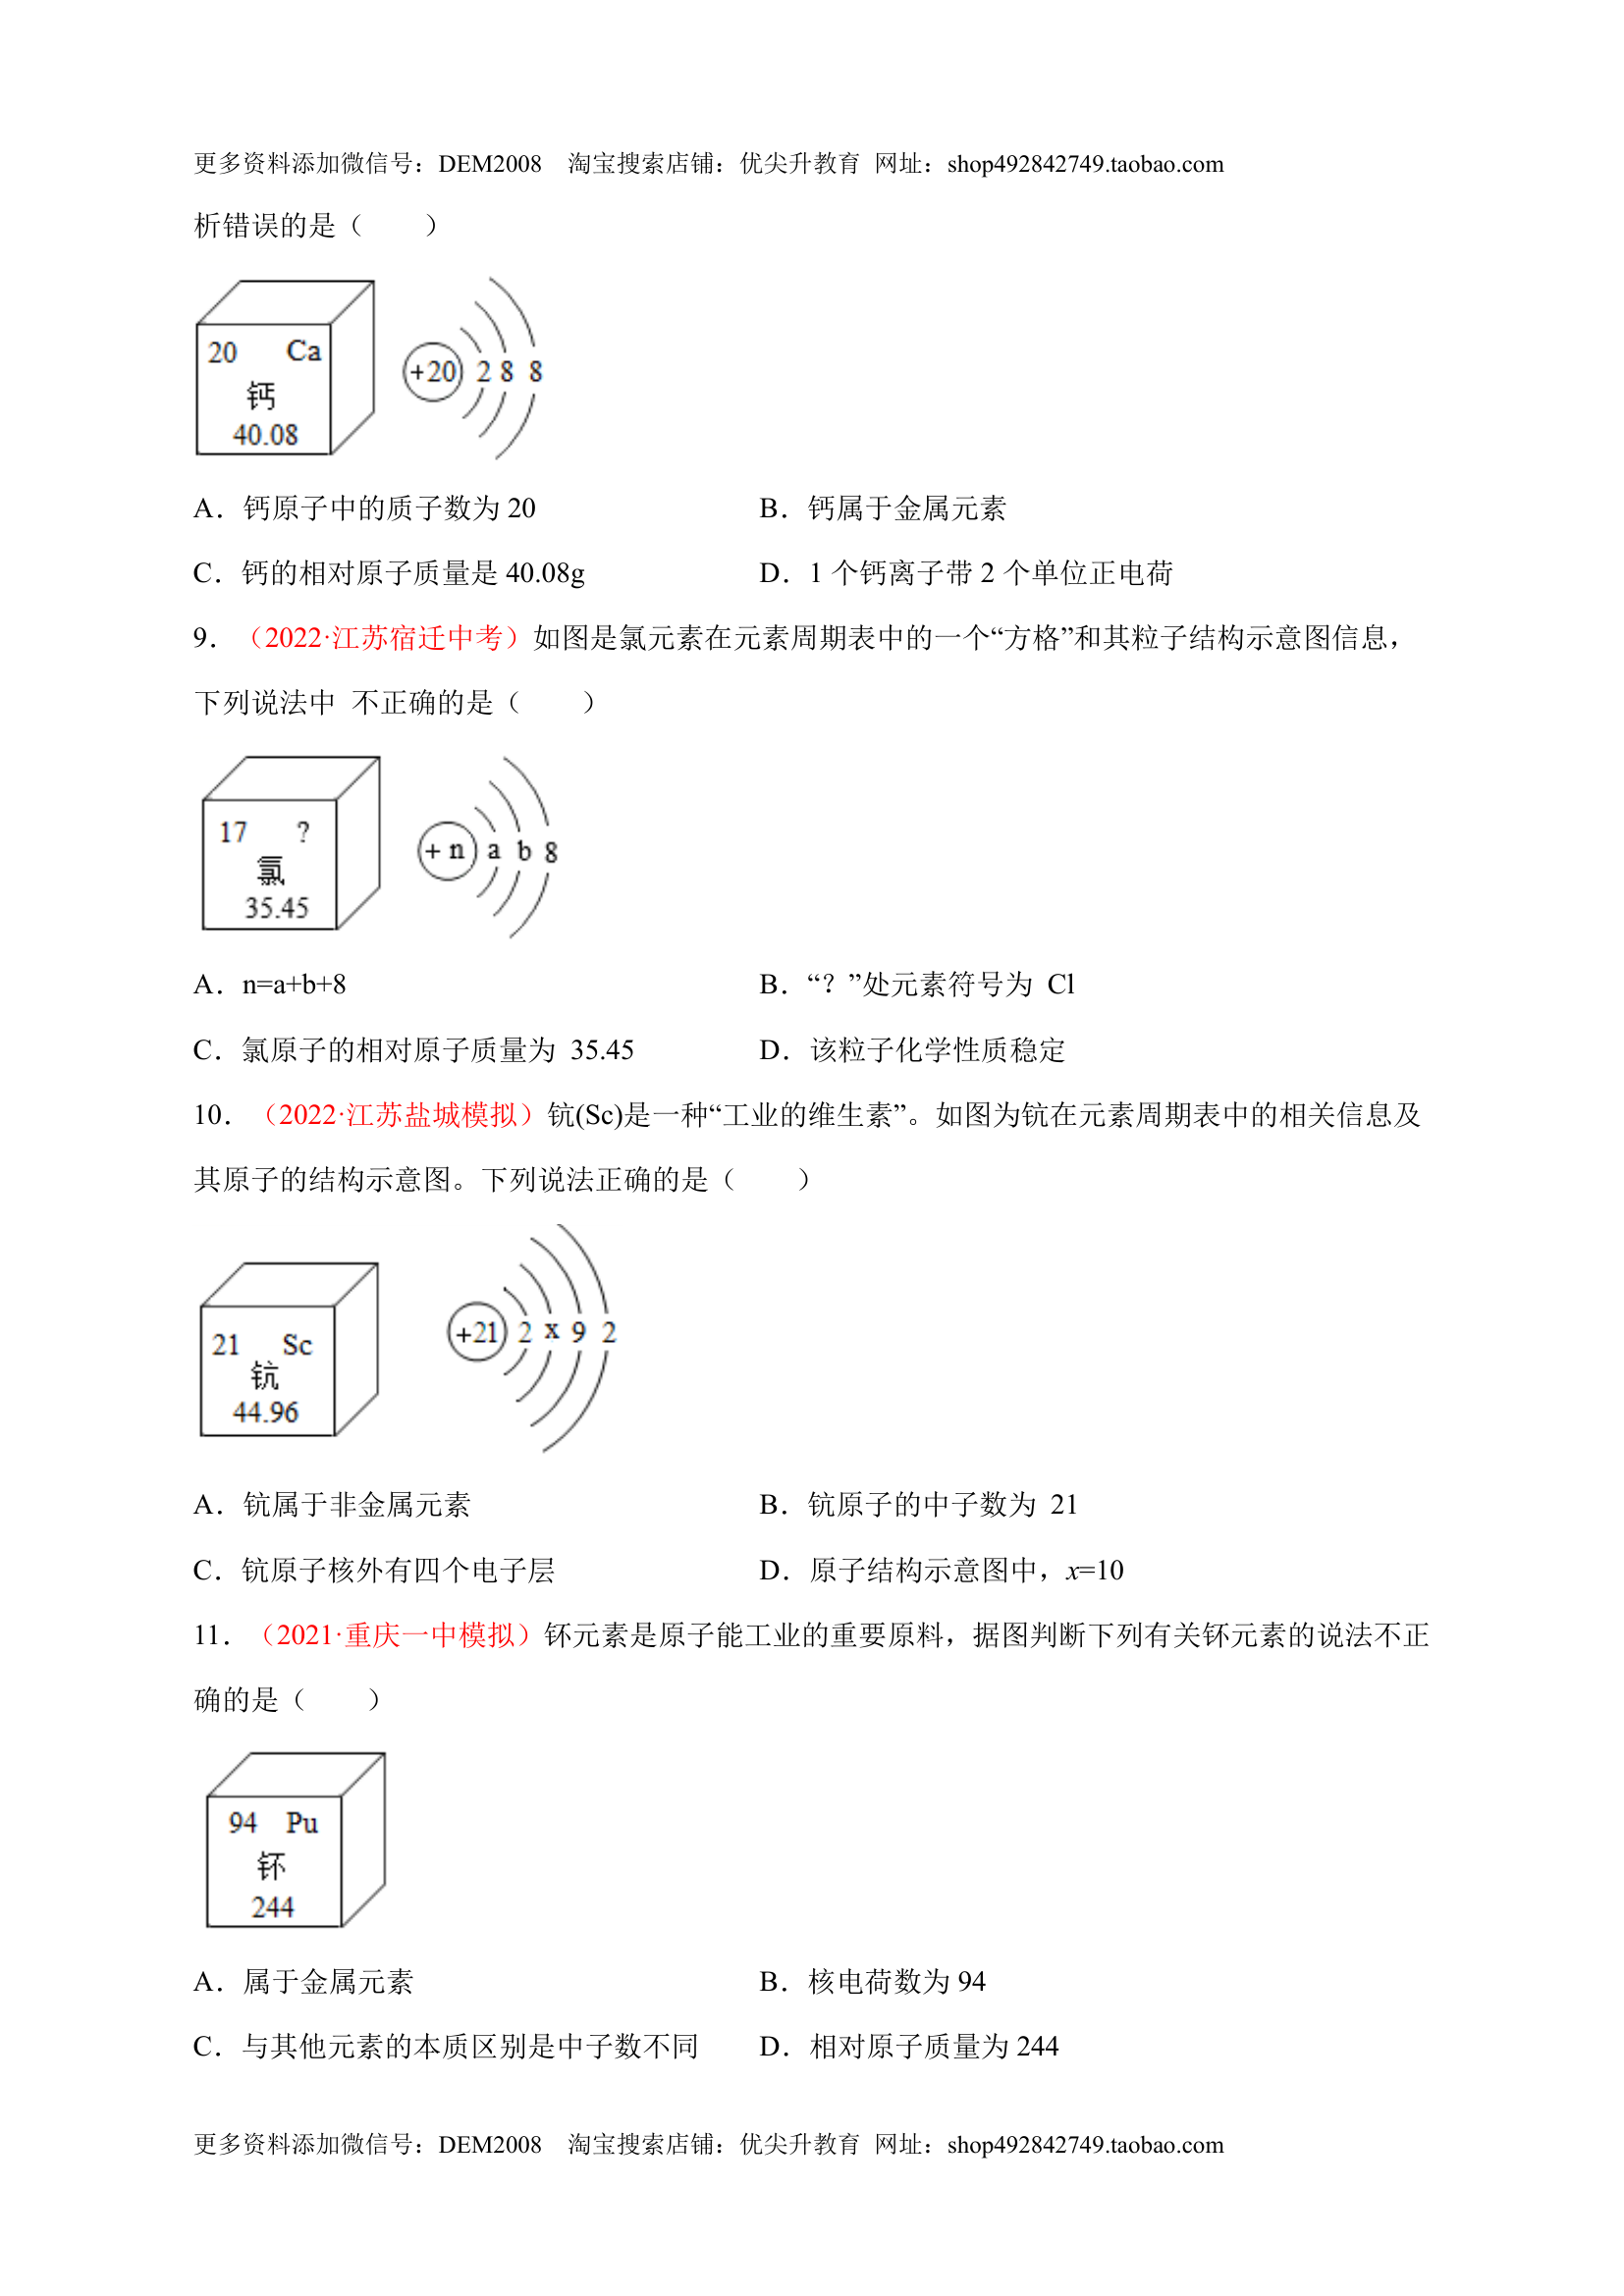 更多资料添加微信号：DEM2008 淘宝搜索店铺：优尖升教育 网址：shop492842749.taobao.com
析错误的是（　　）
20 Ca
钙
40.08
+20 2 8 8
A．钙原子中的质子数为 20 B．钙属于金属元素
C．钙的相对原子质量是 40.08g D．1 个钙离子带 2 个单位正电荷
9．（2022·江苏宿迁中考）如图是氯元素在元素周期表中的一个“方格”和其粒子结构示意图信息，
下列说法中 不正确的是（　　）
17 ?
氯
35.45
+ n a b 8
A．n=a+b+8 B．“？”处元素符号为 Cl
C．氯原子的相对原子质量为 35.45 D．该粒子化学性质稳定
10．（2022·江苏盐城模拟）钪(Sc)是一种“工业的维生素”。如图为钪在元素周期表中的相关信息及
其原子的结构示意图。下列说法正确的是（　　）
21 Sc
钪
44.96
+21 2 x 9 2
A．钪属于非金属元素 B．钪原子的中子数为 21
C．钪原子核外有四个电子层 D．原子结构示意图中，x=10
11．（2021·重庆一中模拟）钚元素是原子能工业的重要原料，据图判断下列有关钚元素的说法不正
确的是（　　）
94 Pu
钚
244
A．属于金属元素 B．核电荷数为 94
C．与其他元素的本质区别是中子数不同 D．相对原子质量为 244
更多资料添加微信号：DEM2008 淘宝搜索店铺：优尖升教育 网址：shop492842749.taobao.com